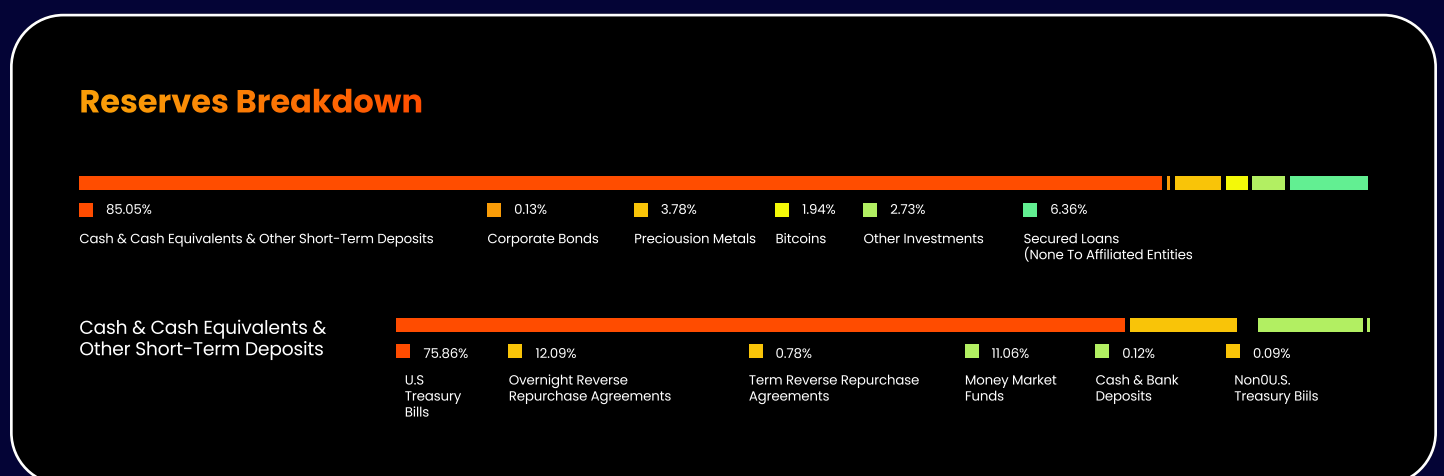 Reserves Breakdown
85.05%
Cash & Cash Equivalents & Other Short-Term Deposits
0.13%
Corporate Bonds
3.78%
Preciousion Metals
1.94%
Bitcoins
2.73%
Other Investments
6.36%
Secured Loans
(None To Affiliated Entities
Cash & Cash Equivalents &
Other Short-Term Deposits
75.86%
U.S
Treasury
Bills
12.09%
Overnight Reverse
Repurchase Agreements
0.78%
Term Reverse Repurchase
Agreements
11.06%
Money Market
Funds
0.12%
Cash & Bank
Deposits
0.09%
Non0U.S.
Treasury Biils